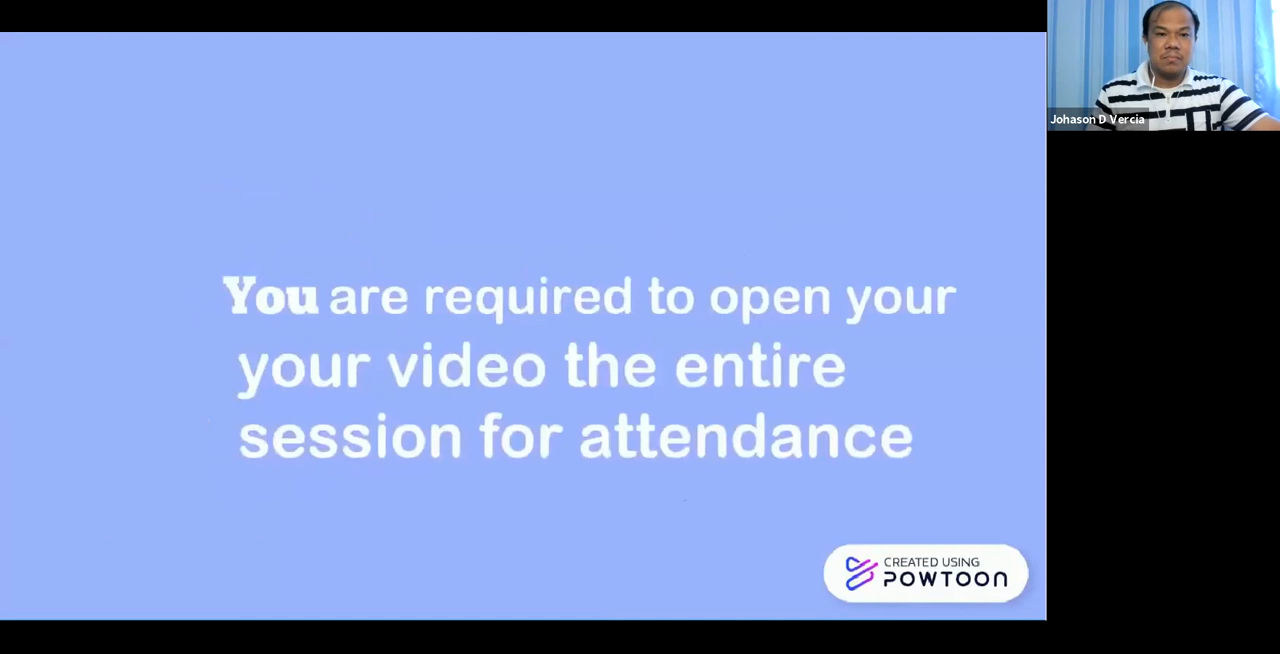 You are required to open your
your video the entire
session for attendance
CREATED USING
POWTOON
Johason D Vercia